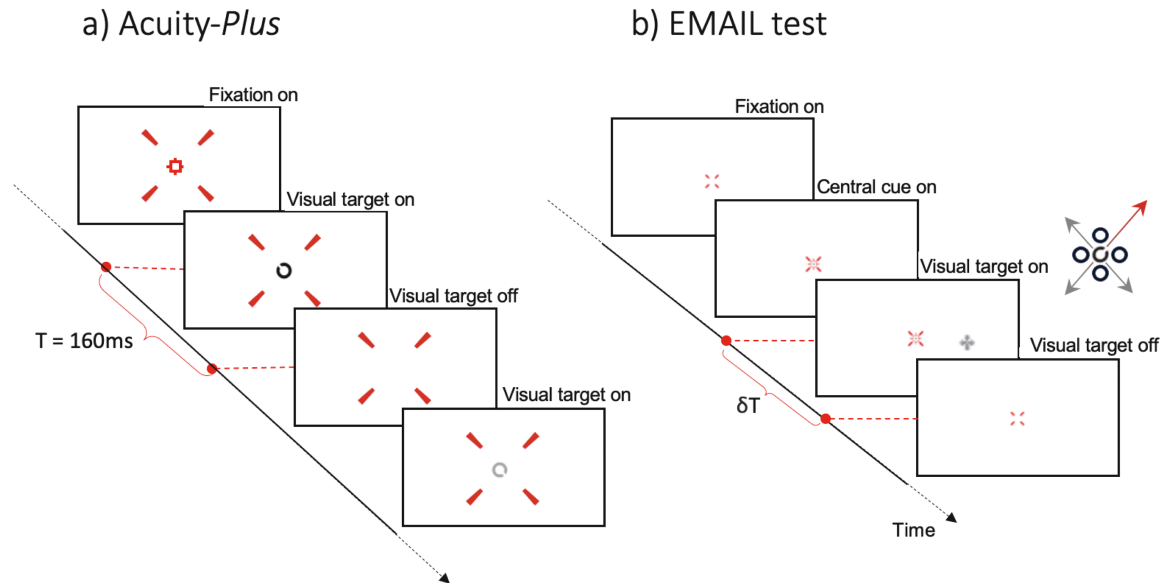 a) Acuity-Plus
Fixation on
Visual target on
Visual target off
Visual target on
T = 160ms
b) EMAIL test
Fixation on
Central cue on
Visual target on
Visual target off
δT
Time